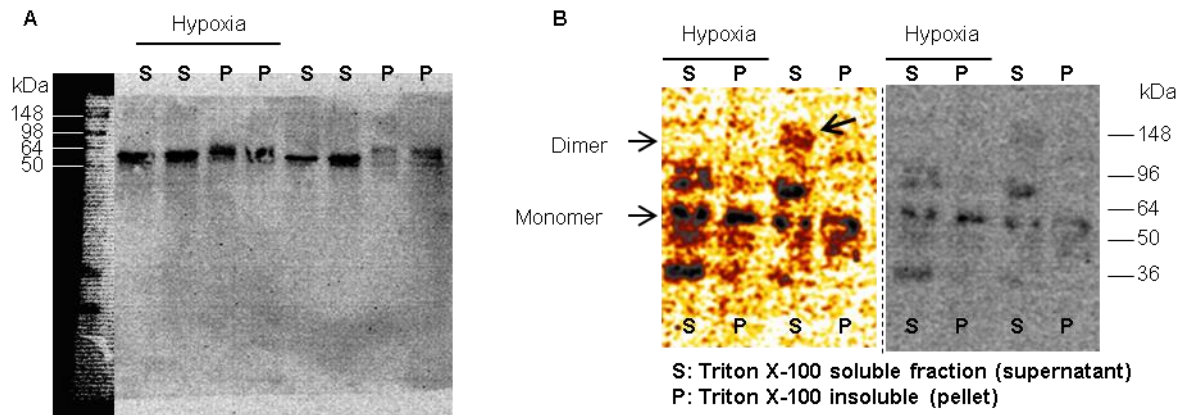 A
Hypoxia
S S P P S S P P
kDa
148
98
64
50
B
Hypoxia Hypoxia
S P S P S P S P
kDa
Dimer
Monomer
148
96
64
50
36
S P S P S P S P
S: Triton X-100 soluble fraction (supernatant)
P: Triton X-100 insoluble (pellet)